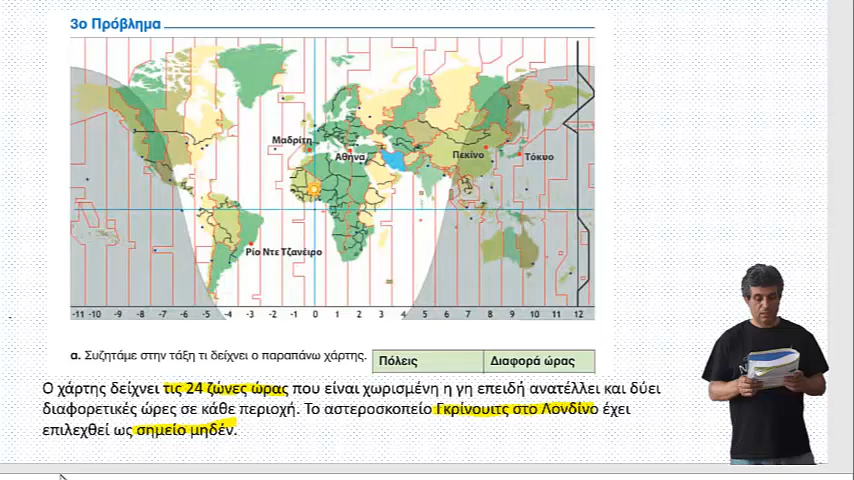 3ο Πρόβλημα
Μαδρίτη
Αθήνα
Πεκίνο
Τόκυο
Ρίο Ντε Τζανέιρο
-11 -10 -9 -8 -7 -6 -5 -4 -3 -2 -1 0 1 2 3 4 5 6 7 8 9 10 11 12
α. Συζητάμε στην τάξη τι δείχνει ο παραπάνω χάρτης.
Πόλεις Διαφορά ώρας
Ο χάρτης δείχνει τις 24 ζώνες ώρας που είναι χωρισμένη η γη επειδή ανατέλλει και δύει
διαφορετικές ώρες σε κάθε περιοχή. Το αστεροσκοπείο Γκρίνουιτς στο Λονδίνο έχει
επιλεχθεί ως σημείο μηδέν.